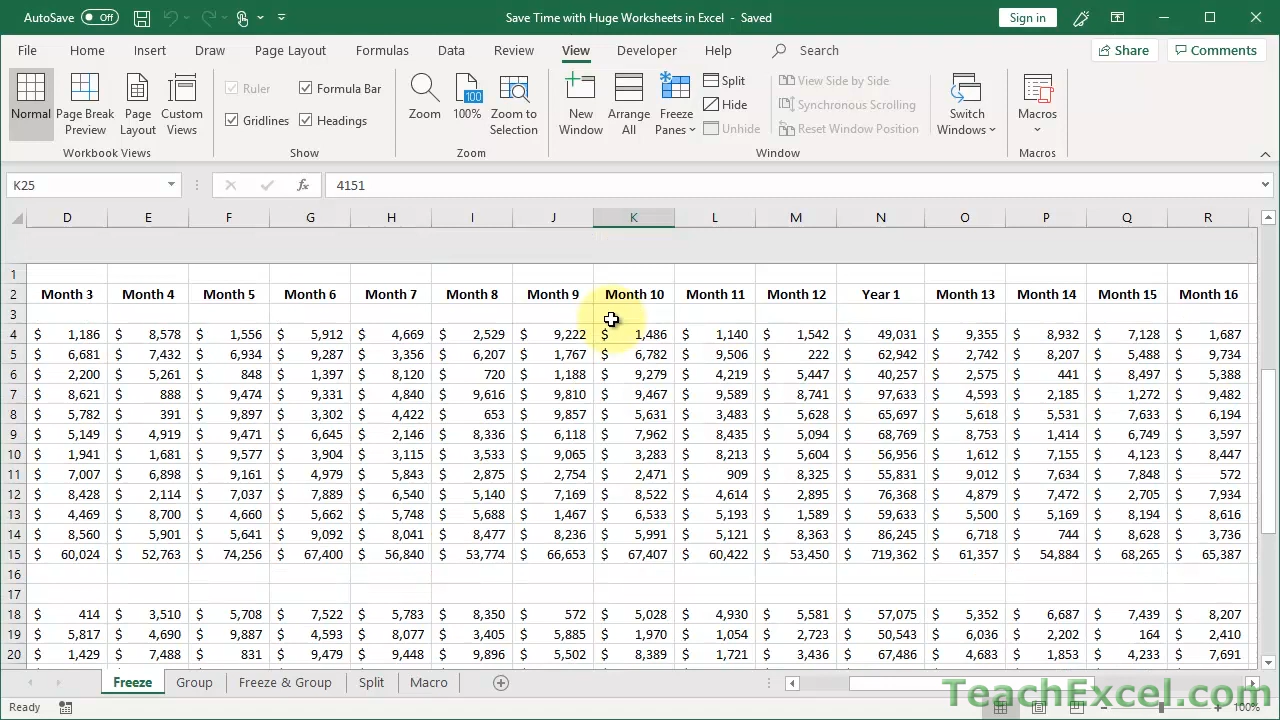 AutoSave Off Save Time with Huge Worksheets in Excel - Saved Sign in
File Home Insert Draw Page Layout Formulas Data Review View Developer Help Search Share Comments
Normal Page Break Preview Page Layout Custom Views Ruler Formula Bar Gridlines Headings Zoom 100 100% Zoom to Selection New Window Arrange All Freeze Panes Split Hide Unhide View Side by Side Synchronous Scrolling Reset Window Position Switch Windows Macros
Workbook Views Show Zoom Window Macros
K25 fx 4151
D E F G H I J K L M N O P Q R
1
2 Month 3 Month 4 Month 5 Month 6 Month 7 Month 8 Month 9 Month 10 Month 11 Month 12 Year 1 Month 13 Month 14 Month 15 Month 16
3
4 $ 1,186 $ 8,578 $ 1,556 $ 5,912 $ 4,669 $ 2,529 $ 9,222 $ 1,486 $ 1,140 $ 1,542 $ 49,031 $ 9,355 $ 8,932 $ 7,128 $ 1,687
5 $ 6,681 $ 7,432 $ 6,934 $ 9,287 $ 3,356 $ 6,207 $ 1,767 $ 6,782 $ 9,506 $ 222 $ 62,942 $ 2,742 $ 8,207 $ 5,488 $ 9,734
6 $ 2,200 $ 5,261 $ 848 $ 1,397 $ 8,120 $ 720 $ 1,188 $ 9,279 $ 4,219 $ 5,447 $ 40,257 $ 2,575 $ 441 $ 8,497 $ 5,388
7 $ 8,621 $ 888 $ 9,474 $ 9,331 $ 4,840 $ 9,616 $ 9,810 $ 9,467 $ 9,589 $ 8,741 $ 97,633 $ 4,593 $ 2,185 $ 1,272 $ 9,482
8 $ 5,782 $ 391 $ 9,897 $ 3,302 $ 4,422 $ 653 $ 9,857 $ 5,631 $ 3,483 $ 5,628 $ 65,697 $ 5,618 $ 5,531 $ 7,633 $ 6,194
9 $ 5,149 $ 4,919 $ 9,471 $ 6,645 $ 2,146 $ 8,336 $ 6,118 $ 7,962 $ 8,435 $ 5,094 $ 68,769 $ 8,753 $ 1,414 $ 6,749 $ 3,597
10 $ 1,941 $ 1,681 $ 9,577 $ 3,904 $ 3,115 $ 3,533 $ 9,065 $ 3,283 $ 8,213 $ 5,604 $ 56,956 $ 1,612 $ 7,155 $ 4,123 $ 8,447
11 $ 7,007 $ 6,898 $ 9,161 $ 4,979 $ 5,843 $ 2,875 $ 2,754 $ 2,471 $ 909 $ 8,325 $ 55,831 $ 9,012 $ 7,634 $ 7,848 $ 572
12 $ 8,428 $ 2,114 $ 7,037 $ 7,889 $ 6,540 $ 5,140 $ 7,169 $ 8,522 $ 4,614 $ 2,895 $ 76,368 $ 4,879 $ 7,472 $ 2,705 $ 7,934
13 $ 4,469 $ 8,700 $ 4,660 $ 5,662 $ 5,748 $ 5,688 $ 1,467 $ 6,533 $ 5,193 $ 1,589 $ 59,633 $ 5,500 $ 5,169 $ 8,194 $ 8,616
14 $ 8,560 $ 5,901 $ 5,641 $ 9,092 $ 8,041 $ 8,477 $ 8,236 $ 5,991 $ 5,121 $ 8,363 $ 86,245 $ 6,718 $ 744 $ 8,628 $ 3,736
15 $ 60,024 $ 52,763 $ 74,256 $ 67,400 $ 56,840 $ 53,774 $ 66,653 $ 67,407 $ 60,422 $ 53,450 $ 719,362 $ 61,357 $ 54,884 $ 68,265 $ 65,387
16
17
18 $ 414 $ 3,510 $ 5,708 $ 7,522 $ 5,783 $ 8,350 $ 572 $ 5,028 $ 4,930 $ 5,581 $ 57,075 $ 5,352 $ 6,687 $ 7,439 $ 8,207
19 $ 5,817 $ 4,690 $ 9,887 $ 4,593 $ 8,077 $ 3,405 $ 5,885 $ 1,970 $ 1,054 $ 2,723 $ 50,543 $ 6,036 $ 2,202 $ 164 $ 2,410
20 $ 1,429 $ 7,488 $ 831 $ 9,479 $ 9,448 $ 9,896 $ 5,502 $ 8,389 $ 1,721 $ 3,436 $ 67,486 $ 4,683 $ 1,853 $ 4,233 $ 7,691
Freeze Group Freeze & Group Split Macro
TeachExcel.com
Ready 100%